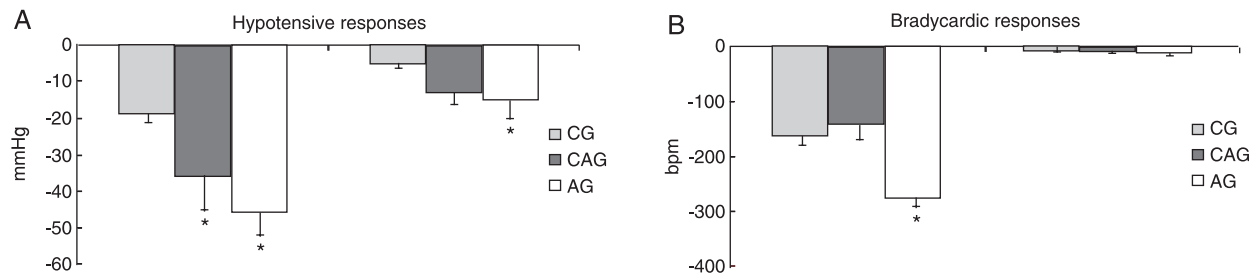 A
Hypotensive responses
0
-10
-20
-30
-40
-50
-60
mmHg
*
*
*
CG
CAG
AG
B
Bradycardic responses
0
-100
-200
-300
-400
bpm
*
CG
CAG
AG